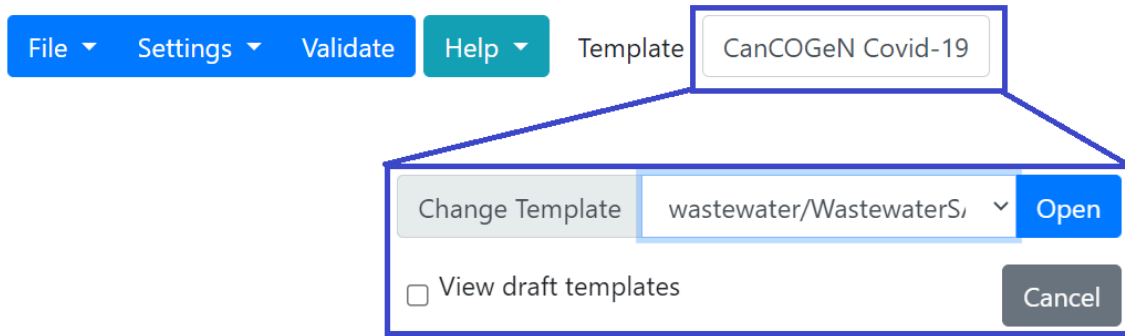 File Settings Validate Help Template CanCOGeN Covid-19
Change Template wastewater/WastewaterS Open
View draft templates
Cancel